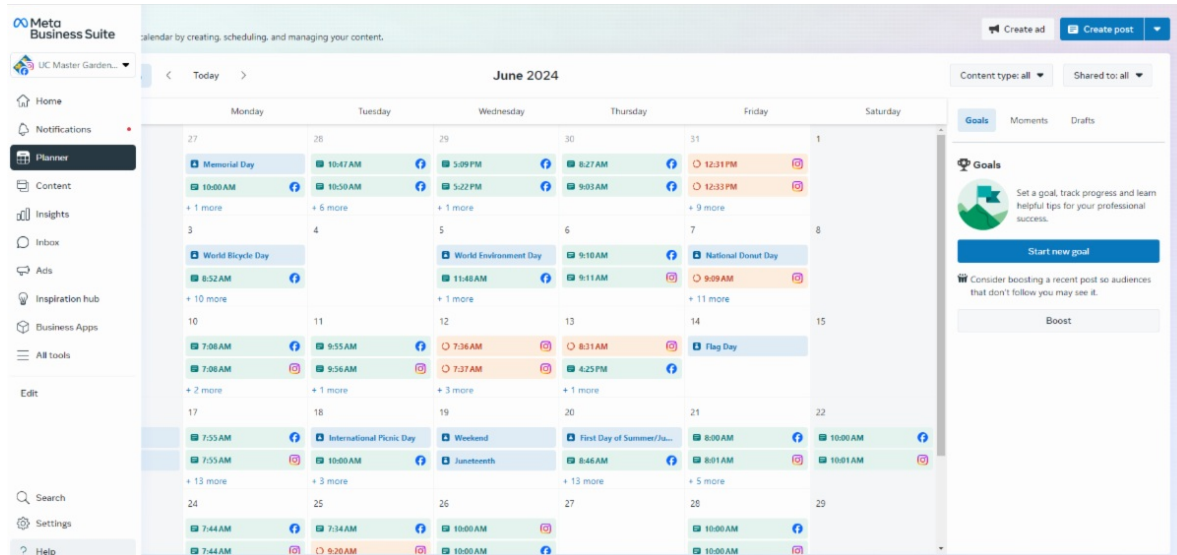 Meta
Business Suite
calendar by creating, scheduling, and managing your content.
Create ad
Create post
UC Master Garden...
Today
June 2024
Content type: all
Shared to: all
Home
Notifications
Planner
Content
Insights
Inbox
Ads
Inspiration hub
Business Apps
All tools
Edit
Search
Settings
Help
Monday Tuesday Wednesday Thursday Friday Saturday
27 28 29 30 31 1
Memorial Day 10:47 AM 5:09 PM 8:27 AM 12:31 PM
10:00 AM 10:50 AM 5:22 PM 9:03 AM 12:33 PM
+ 1 more + 6 more + 1 more + 9 more
3 4 5 6 7 8
World Bicycle Day World Environment Day 9:10 AM National Donut Day
8:52 AM 11:48 AM 9:11 AM 9:09 AM
+ 10 more + 1 more + 11 more
10 11 12 13 14 15
7:08 AM 9:55 AM 7:36 AM 8:31 AM Flag Day
7:08 AM 9:56 AM 7:37 AM 4:25 PM
+ 2 more + 1 more + 3 more + 1 more
17 18 19 20 21 22
7:55 AM International Picnic Day Weekend First Day of Summer/Ju... 8:00 AM 10:00 AM
7:55 AM 10:00 AM Juneteenth 8:46 AM 8:01 AM 10:01 AM
+ 13 more + 3 more + 13 more + 5 more
24 25 26 27 28 29
7:44 AM 7:34 AM 10:00 AM 10:00 AM
7:44 AM 9:20 AM 10:00 AM 10:00 AM
Goals Moments Drafts
Goals
Set a goal, track progress and learn
helpful tips for your professional
success.
Start new goal
Consider boosting a recent post so audiences
that don't follow you may see it.
Boost